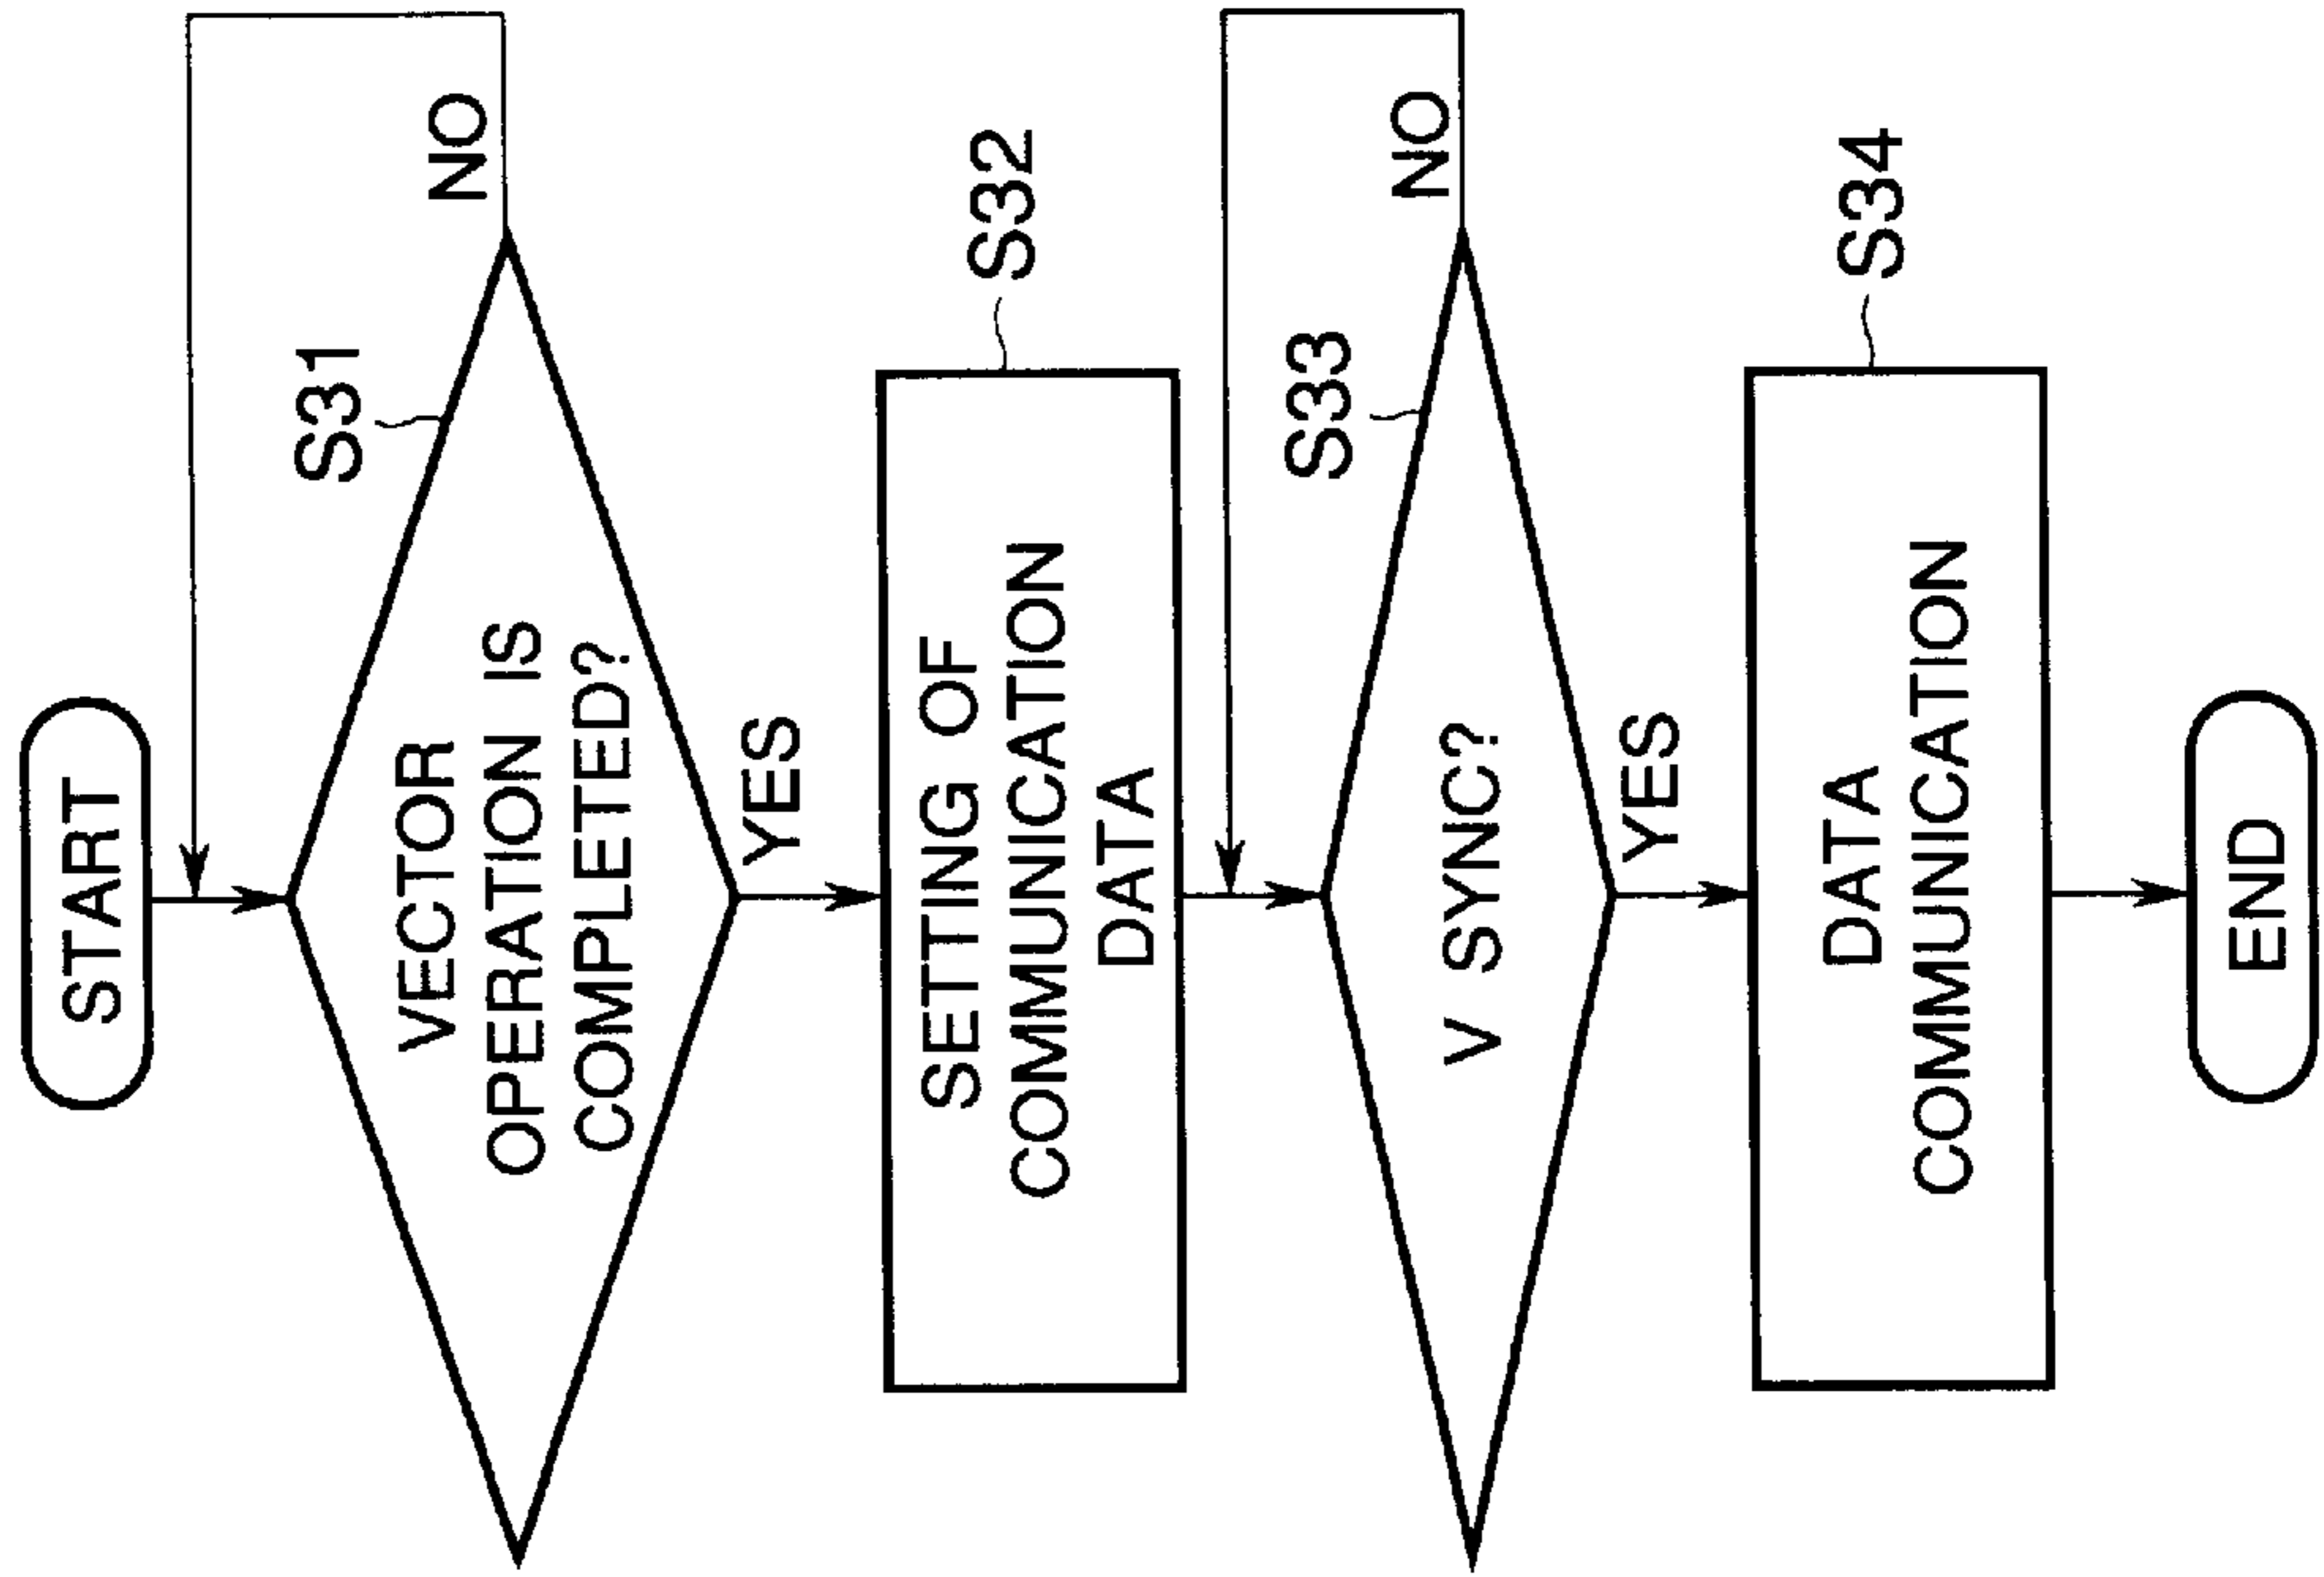 START
S31
VECTOR
OPERATION IS
COMPLETED?
NO
YES
S32
SETTING OF
COMMUNICATION
DATA
S33
V SYNC?
NO
YES
S34
DATA
COMMUNICATION
END